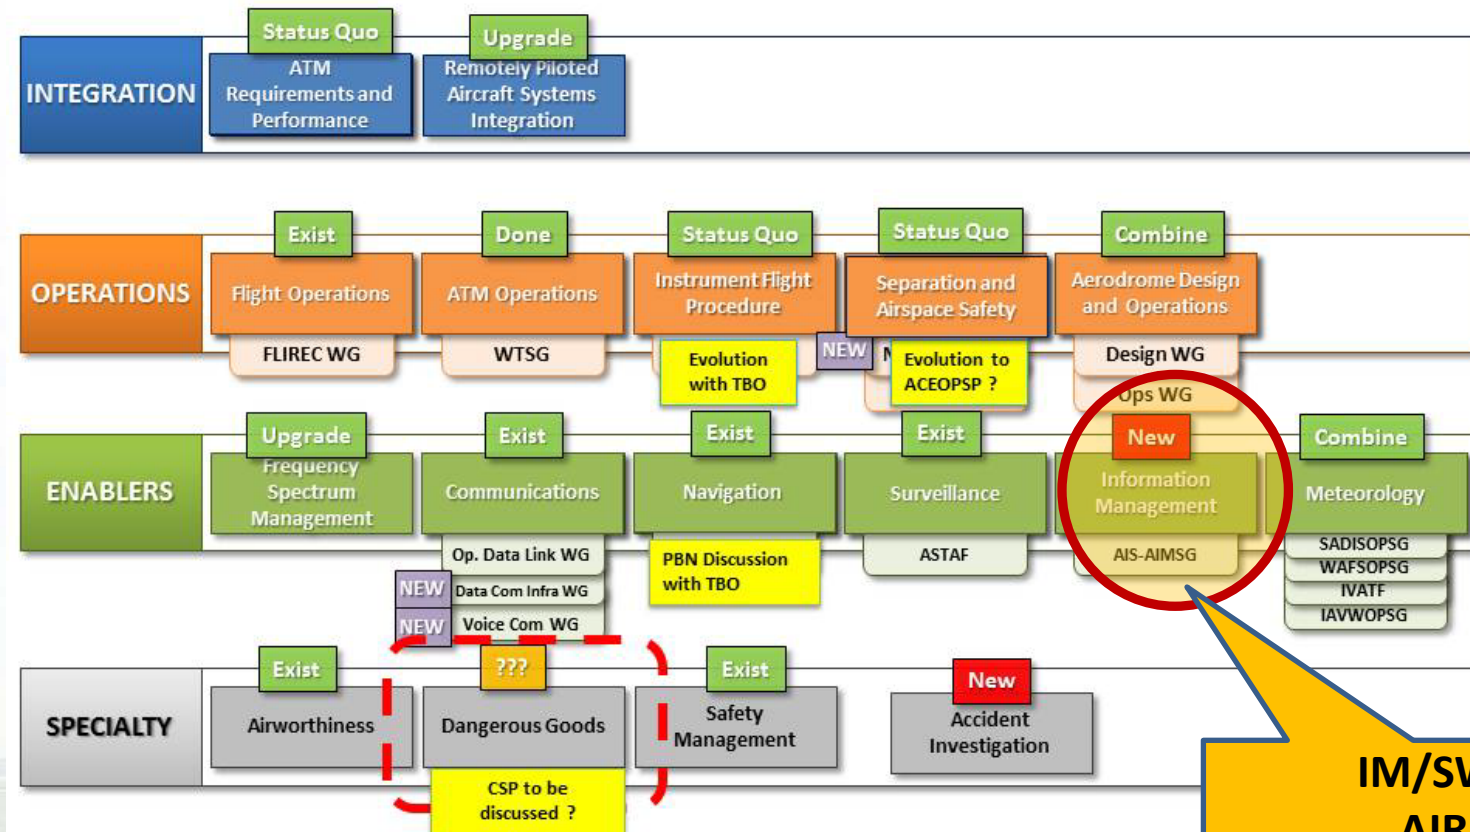 Status Quo
Upgrade
INTEGRATION
ATM
Requirements and
Performance
Remotely Piloted
Aircraft Systems
Integration
Exist
Done
Status Quo
Status Quo
Combine
OPERATIONS
Flight Operations
ATM Operations
Instrument Flight
Procedure
Separation and
Airspace Safety
Aerodrome Design
and Operations
FLIREC WG
WTSG
Evolution
with TBO
NEW
Evolution to
ACEOPSP ?
Design WG
Ops WG
Upgrade
Exist
Exist
Exist
New
Combine
ENABLERS
Frequency
Spectrum
Management
Communications
Navigation
Surveillance
Information
Management
Meteorology
Op. Data Link WG
NEW
Data Com Infra WG
NEW
Voice Com WG
PBN Discussion
with TBO
ASTAF
AIS-AIMSG
SADISOPSG
WAFSOPSG
IVATF
IAVWOPSG
Exist
???
Exist
New
SPECIALTY
Airworthiness
Dangerous Goods
Safety
Management
Accident
Investigation
CSP to be
discussed ?